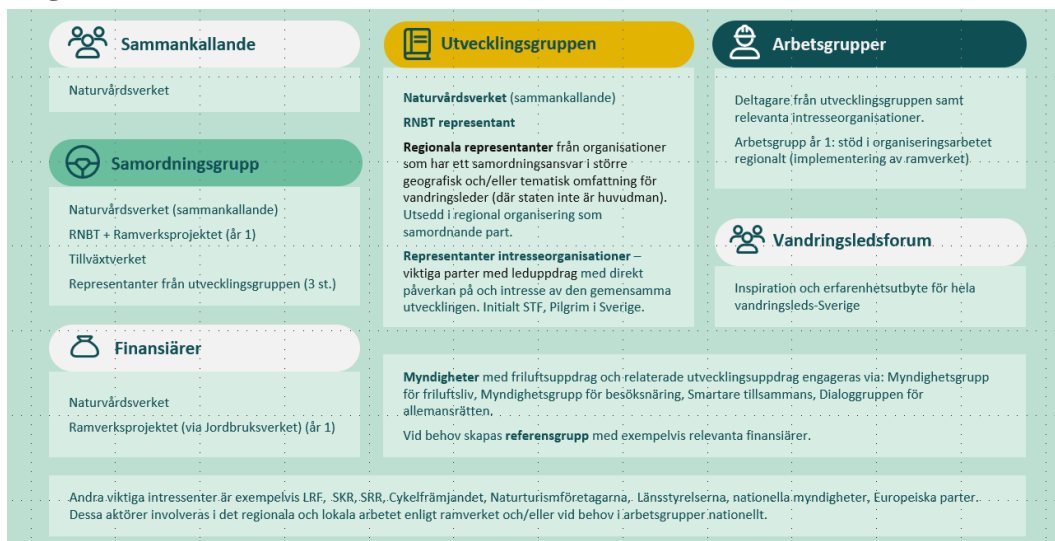 Sammankallande
Naturvårdsverket
Samordningsgrupp
Naturvårdsverket (sammankallande)
RNBT + Ramverksprojektet (år 1)
Tillväxtverket
Representanter från utvecklingsgruppen (3 st.)
Finansiärer
Naturvårdsverket
Ramverksprojektet (via Jordbruksverket) (år 1)
Utvecklingsgruppen
Naturvårdsverket (sammankallande)
RNBT representant
Regionala representanter från organisationer
som har ett samordningsansvar i större
geografisk och/eller tematisk omfattning för
vandringsleder (där staten inte är huvudman).
Utsedd i regional organisering som
samordnande part.
Representanter intresseorganisationer –
viktiga parter med leduppdrag med direkt
påverkan på och intresse av den gemensamma
utvecklingen. Initialt STF, Pilgrim i Sverige.
Arbetsgrupper
Deltagare från utvecklingsgruppen samt
relevanta intresseorganisationer.
Arbetsgrupp år 1: stöd i organiseringsarbetet
regionalt (implementering av ramverket)
Vandringsledsforum
Inspiration och erfarenhetsutbyte för hela
vandringsleds-Sverige
Myndigheter med friluftsuppdrag och relaterade utvecklingsuppdrag engageras via: Myndighetsgrupp
för friluftsliv, Myndighetsgrupp för besöksnäring, Smartare tillsammans, Dialoggruppen för
allemansrätten.
Vid behov skapas referensgrupp med exempelvis relevanta finansiärer.
Andra viktiga intressenter är exempelvis LRF, SKR, SRR, Cykelfrämjandet, Naturturismföretagarna, Länsstyrelserna, nationella myndigheter, Europeiska parter.
Dessa aktörer involveras i det regionala och lokala arbetet enligt ramverket och/eller vid behov i arbetsgrupper nationellt.